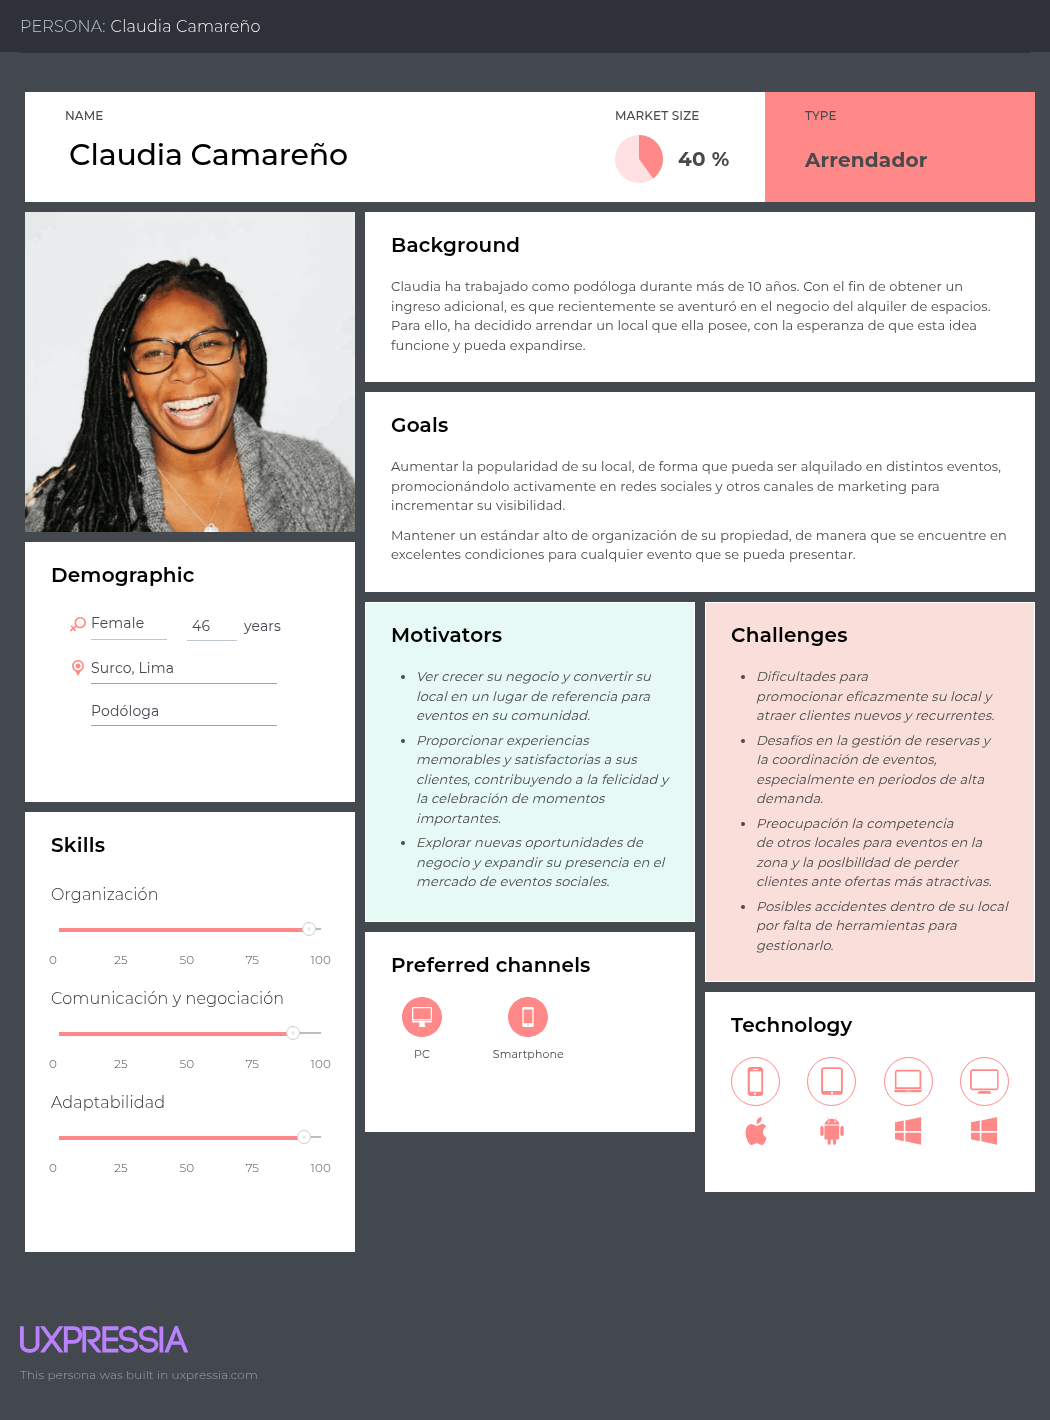 PERSONA: Claudia Camareño
NAME
Claudia Camareño
MARKET SIZE
40 %
TYPE
Arrendador
Background
Claudia ha trabajado como podóloga durante más de 10 años. Con el fin de obtener un
ingreso adicional, es que recientemente se aventuró en el negocio del alquiler de espacios.
Para ello, ha decidido arrendar un local que ella posee, con la esperanza de que esta idea
funcione y pueda expandirse.
Goals
Aumentar la popularidad de su local, de forma que pueda ser alquilado en distintos eventos,
promocionándolo activamente en redes sociales y otros canales de marketing para
incrementar su visibilidad.
Mantener un estándar alto de organización de su propiedad, de manera que se encuentre en
excelentes condiciones para cualquier evento que se pueda presentar.
Demographic
Female 46 years
Surco, Lima
Podóloga
Skills
Organización
0 25 50 75 100
Comunicación y negociación
0 25 50 75 100
Adaptabilidad
0 25 50 75 100
Motivators
• Ver crecer su negocio y convertir su
local en un lugar de referencia para
eventos en su comunidad.
• Proporcionar experiencias
memorables y satisfactorias a sus
clientes, contribuyendo a la felicidad y
la celebración de momentos
importantes.
• Explorar nuevas oportunidades de
negocio y expandir su presencia en el
mercado de eventos sociales.
Challenges
• Dificultades para
promocionar eficazmente su local y
atraer clientes nuevos y recurrentes.
• Desafíos en la gestión de reservas y
la coordinación de eventos,
especialmente en periodos de alta
demanda.
• Preocupación la competencia
de otros locales para eventos en la
zona y la poslbilldad de perder
clientes ante ofertas más atractivas.
• Posibles accidentes dentro de su local
por falta de herramientas para
gestionarlo.
Preferred channels
PC
Smartphone
Technology
UXPRESSIA
This persona was built in uxpressia.com